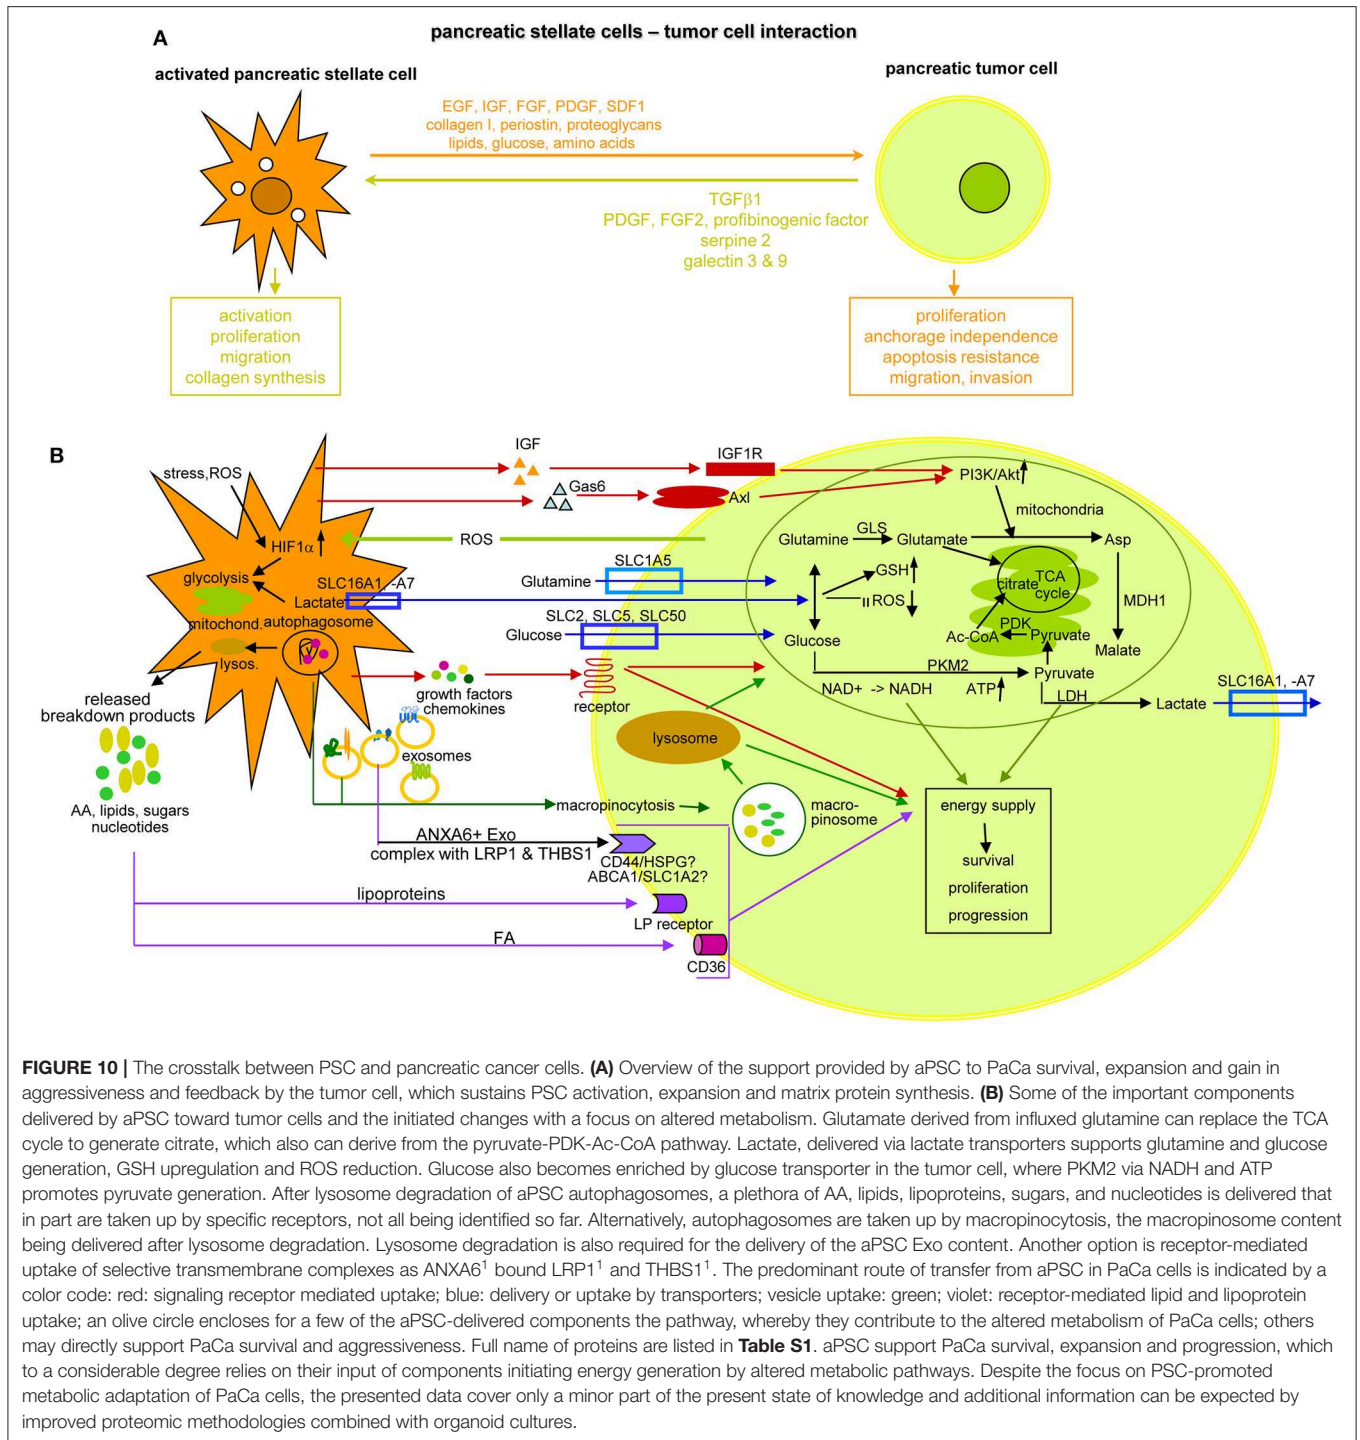 A
pancreatic stellate cells – tumor cell interaction
activated pancreatic stellate cell
pancreatic tumor cell
EGF, IGF, FGF, PDGF, SDF1
collagen I, periostin, proteoglycans
lipids, glucose, amino acids
TGFβ1
PDGF, FGF2, profibinogenic factor
serpine 2
galectin 3 & 9
activation
proliferation
migration
collagen synthesis
proliferation
anchorage independence
apoptosis resistance
migration, invasion
B
stress,ROS
HIF1α
glycolysis
SLC16A1, -A7
Lactate
mitochond.
autophagosome
lysos.
released
breakdown products
AA, lipids, sugars
nucleotides
IGF
IGF1R
Gas6
Axl
ROS
Glutamine
SLC1A5
SLC2, SLC5, SLC50
Glucose
growth factors
chemokines
receptor
exosomes
lysosome
macropinocytosis
macro-
pinosome
ANXA6+ Exo
complex with LRP1 & THBS1
CD44/HSPG?
ABCA1/SLC1A2?
lipoproteins
LP receptor
FA
CD36
PI3K/Akt
mitochondria
Glutamine
GLS
Glutamate
Asp
GSH
ROS
citrate
TCA
cycle
MDH1
PDK
Ac-CoA
Pyruvate
Malate
Glucose
PKM2
Pyruvate
NAD+ -> NADH
ATP
LDH
Lactate
SLC16A1, -A7
energy supply
survival
proliferation
progression
FIGURE 10 | The crosstalk between PSC and pancreatic cancer cells. (A) Overview of the support provided by aPSC to PaCa survival, expansion and gain in
aggressiveness and feedback by the tumor cell, which sustains PSC activation, expansion and matrix protein synthesis. (B) Some of the important components
delivered by aPSC toward tumor cells and the initiated changes with a focus on altered metabolism. Glutamate derived from influxed glutamine can replace the TCA
cycle to generate citrate, which also can derive from the pyruvate-PDK-Ac-CoA pathway. Lactate, delivered via lactate transporters supports glutamine and glucose
generation, GSH upregulation and ROS reduction. Glucose also becomes enriched by glucose transporter in the tumor cell, where PKM2 via NADH and ATP
promotes pyruvate generation. After lysosome degradation of aPSC autophagosomes, a plethora of AA, lipids, lipoproteins, sugars, and nucleotides is delivered that
in part are taken up by specific receptors, not all being identified so far. Alternatively, autophagosomes are taken up by macropinocytosis, the macropinosome content
being delivered after lysosome degradation. Lysosome degradation is also required for the delivery of the aPSC Exo content. Another option is receptor-mediated
uptake of selective transmembrane complexes as ANXA6¹ bound LRP1¹ and THBS1¹. The predominant route of transfer from aPSC in PaCa cells is indicated by a
color code: red: signaling receptor mediated uptake; blue: delivery or uptake by transporters; vesicle uptake: green; violet: receptor-mediated lipid and lipoprotein
uptake; an olive circle encloses for a few of the aPSC-delivered components the pathway, whereby they contribute to the altered metabolism of PaCa cells; others
may directly support PaCa survival and aggressiveness. Full name of proteins are listed in Table S1. aPSC support PaCa survival, expansion and progression, which
to a considerable degree relies on their input of components initiating energy generation by altered metabolic pathways. Despite the focus on PSC-promoted
metabolic adaptation of PaCa cells, the presented data cover only a minor part of the present state of knowledge and additional information can be expected by
improved proteomic methodologies combined with organoid cultures.